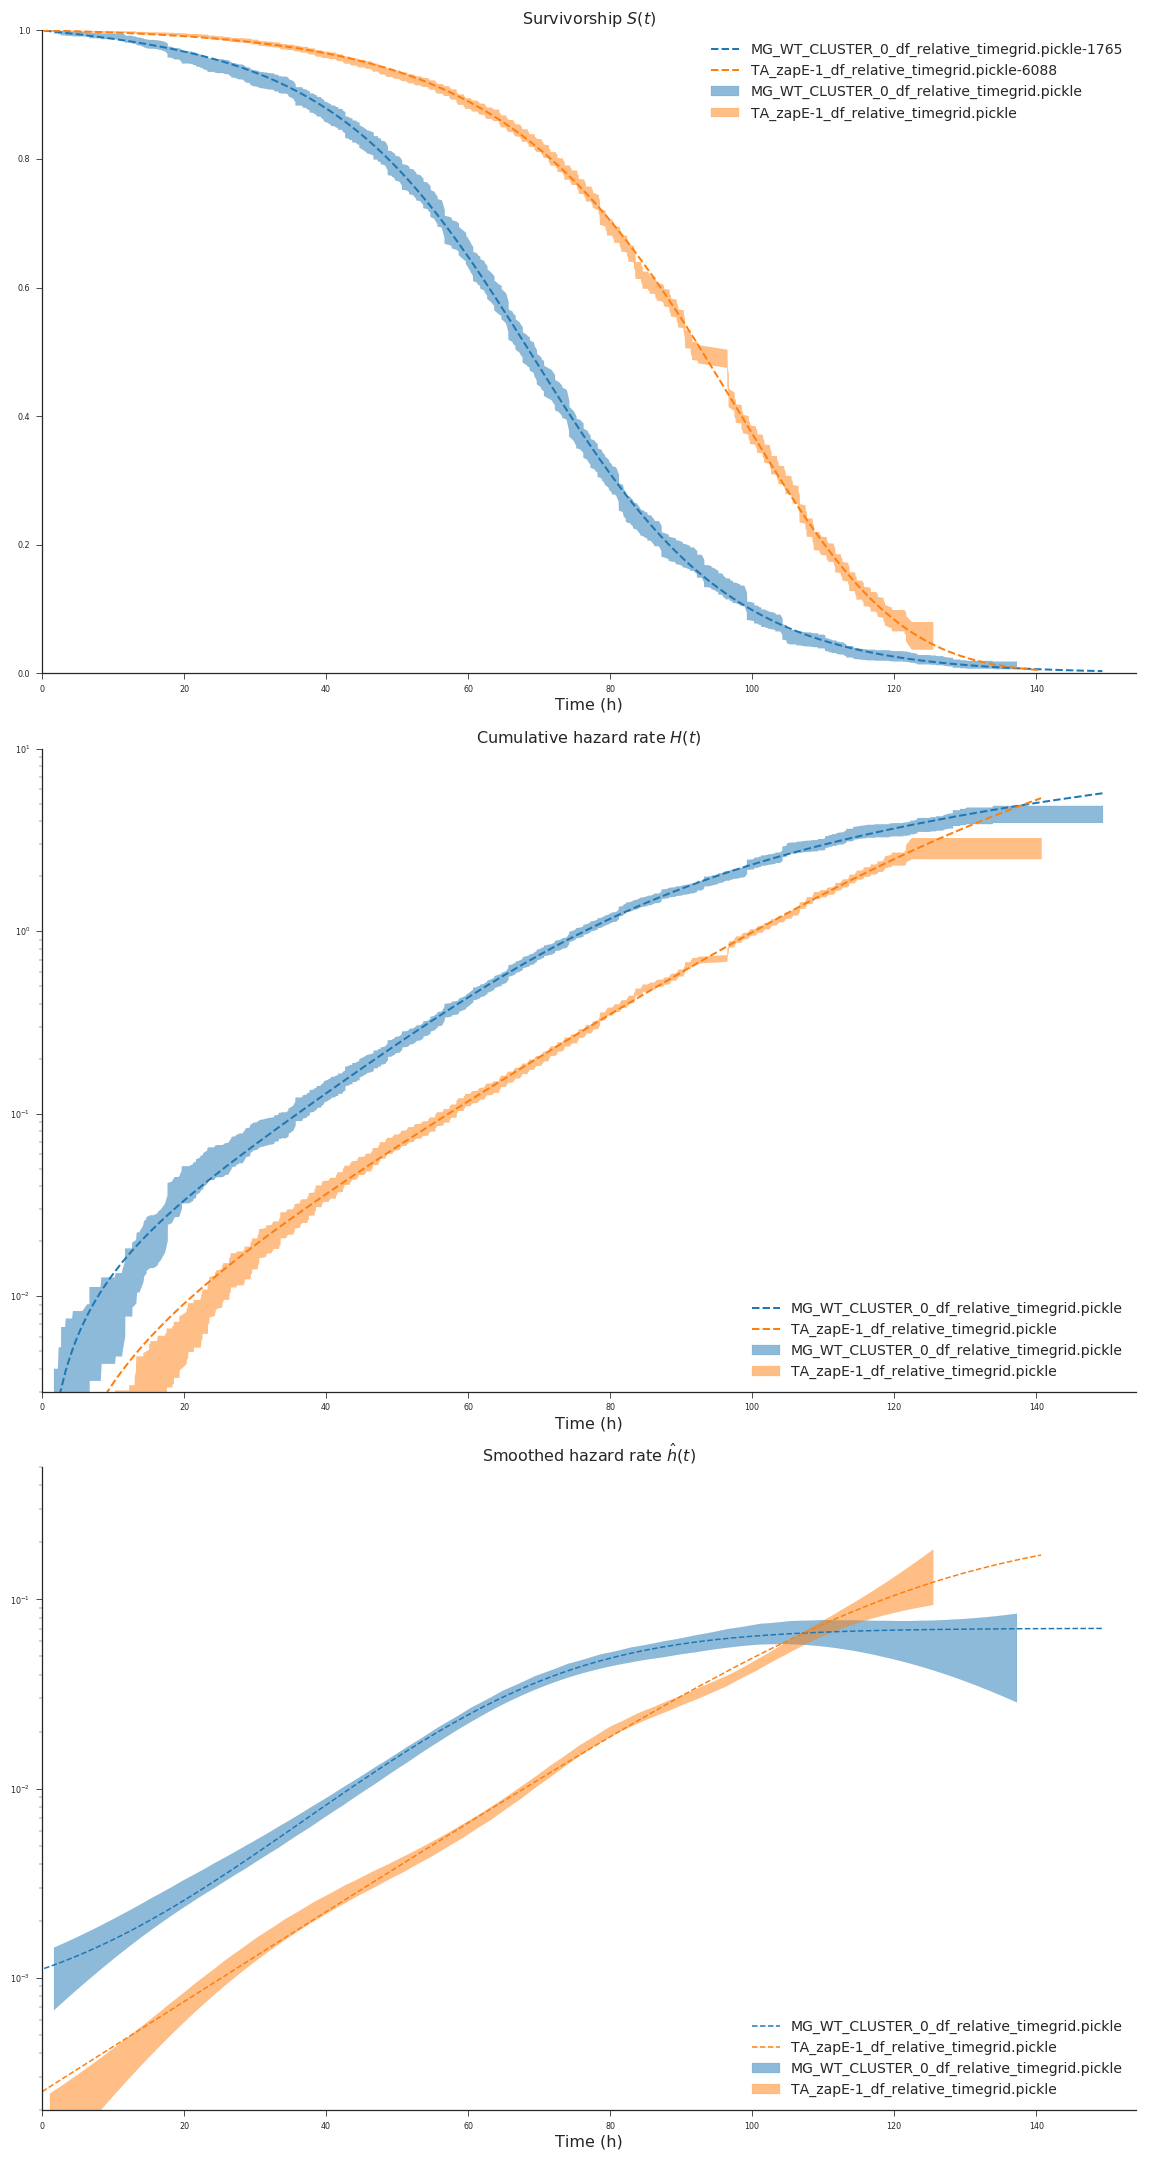 Survivorship S(t)
1.0
0.8
0.6
0.4
0.2
0.0
MG_WT_CLUSTER_0_df_relative_timegrid.pickle-1765
TA_zapE-1_df_relative_timegrid.pickle-6088
MG_WT_CLUSTER_0_df_relative_timegrid.pickle
TA_zapE-1_df_relative_timegrid.pickle
0 20 40 60 80 100 120 140
Time (h)
Cumulative hazard rate H(t)
10¹
10⁰
10⁻¹
10⁻²
MG_WT_CLUSTER_0_df_relative_timegrid.pickle
TA_zapE-1_df_relative_timegrid.pickle
MG_WT_CLUSTER_0_df_relative_timegrid.pickle
TA_zapE-1_df_relative_timegrid.pickle
0 20 40 60 80 100 120 140
Time (h)
Smoothed hazard rate ĥ(t)
10⁻¹
10⁻²
10⁻³
MG_WT_CLUSTER_0_df_relative_timegrid.pickle
TA_zapE-1_df_relative_timegrid.pickle
MG_WT_CLUSTER_0_df_relative_timegrid.pickle
TA_zapE-1_df_relative_timegrid.pickle
0 20 40 60 80 100 120 140
Time (h)